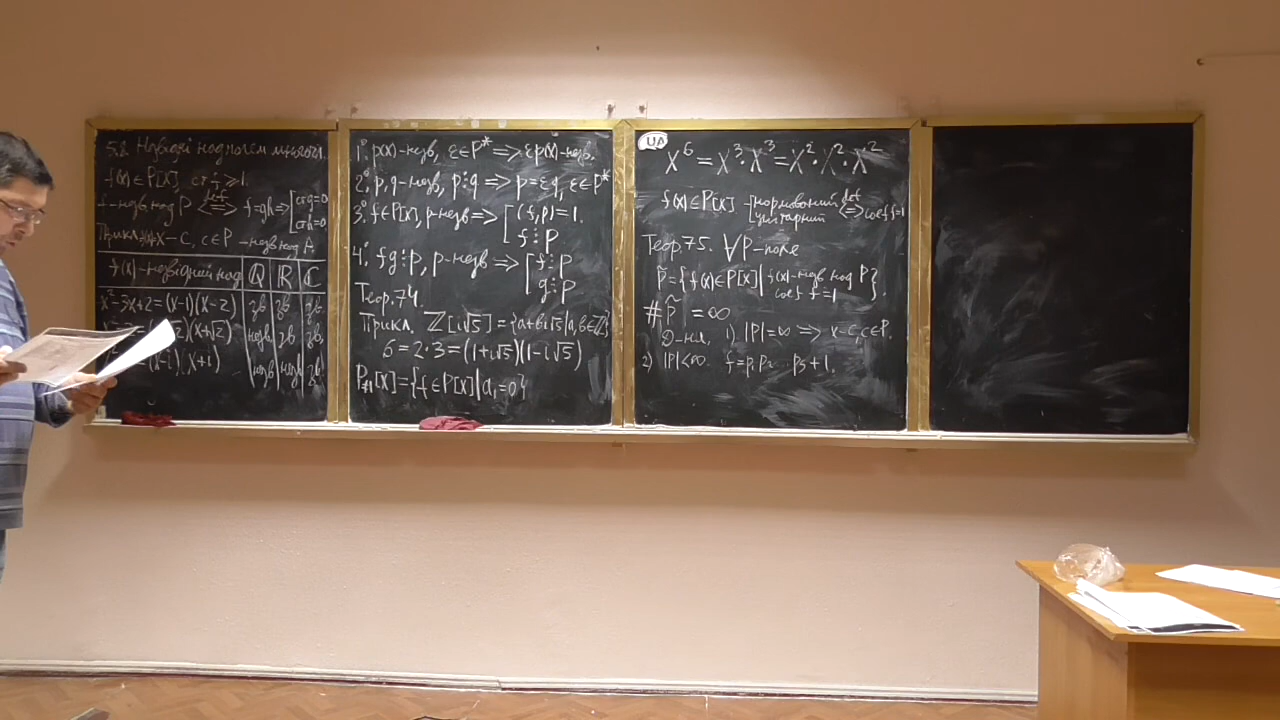 5.8. Незвідні над полем многочл.
f(x) ∈ P[x], ст f ≥ 1.
f - незв над P ⟺def f = gh ⟹ [ ст g = 0 ст h = 0
x - c, c ∈ P - незв над
f(x) - незвідний над | Q | R | C
x² - 3x + 2 = (x-1)(x-2) | зв | зв | зв
(x+√2) | незв | зв | зв
(x+i) | незв | незв | зв
1° p(x) - незв, ε ∈ P* ⟹ εp(x) - незв.
2° p, q - незв, p ⋮ q ⟹ p = εq, ε ∈ P*
3° f ∈ P[x], p - незв ⟹ [ (f, p) = 1. f ⋮ p
4° fg ⋮ p, p - незв ⟹ [ f ⋮ p g ⋮ p
Теор. 74.
Прикл. Z[i√5] = {a + bi√5 | a, b ∈ Z}
6 = 2·3 = (1+i√5)(1-i√5)
P≠1[x] = {f ∈ P[x] | a₁ = 0}
UA
x⁶ = x³·x³ = x²·x²·x²
f(x) ∈ P[x] - [ нормований унітарний ⟺def coef f = 1
Теор 75. ∀P - поле
P̃ = {f(x) ∈ P[x] | f(x) - незв над P coef f = 1}.
# P̃ = ∞
Д-ня, 1) |P| = ∞ ⟹ x - c, c ∈ P.
2) |P| < ∞. f = p₁p₂ ... pₛ + 1.